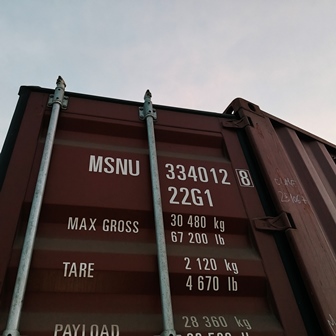 MSNU 334012 8
22G1
MAX GROSS 30 480 kg
67 200 lb
TARE 2 120 kg
4 670 lb
PAYLOAD 28 360 kg